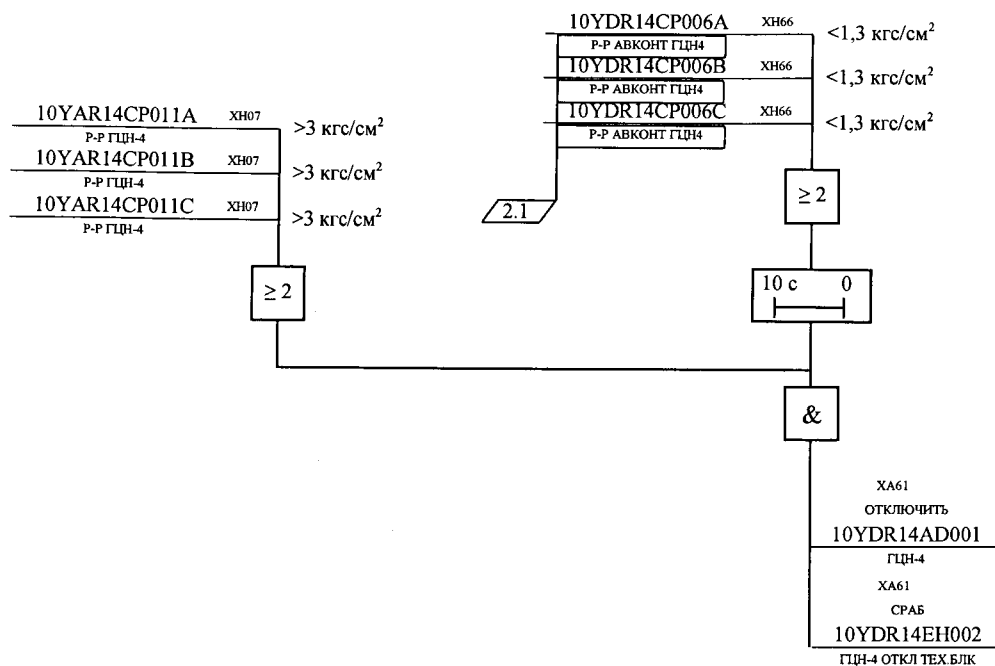 10YDR14CP006A XH66 <1,3 кгс/см²
Р-Р АВКОНТ ГЦН4
10YDR14CP006B XH66 <1,3 кгс/см²
Р-Р АВКОНТ ГЦН4
10YDR14CP006C XH66 <1,3 кгс/см²
Р-Р АВКОНТ ГЦН4
10YAR14CP011A XH07 >3 кгс/см²
Р-Р ГЦН-4
10YAR14CP011B XH07 >3 кгс/см²
Р-Р ГЦН-4
10YAR14CP011C XH07 >3 кгс/см²
Р-Р ГЦН-4
2.1
≥ 2
≥ 2
10 с 0
&
XA61
ОТКЛЮЧИТЬ
10YDR14AD001
ГЦН-4
XA61
СРАБ
10YDR14EH002
ГЦН-4 ОТКЛ ТЕХ.БЛК